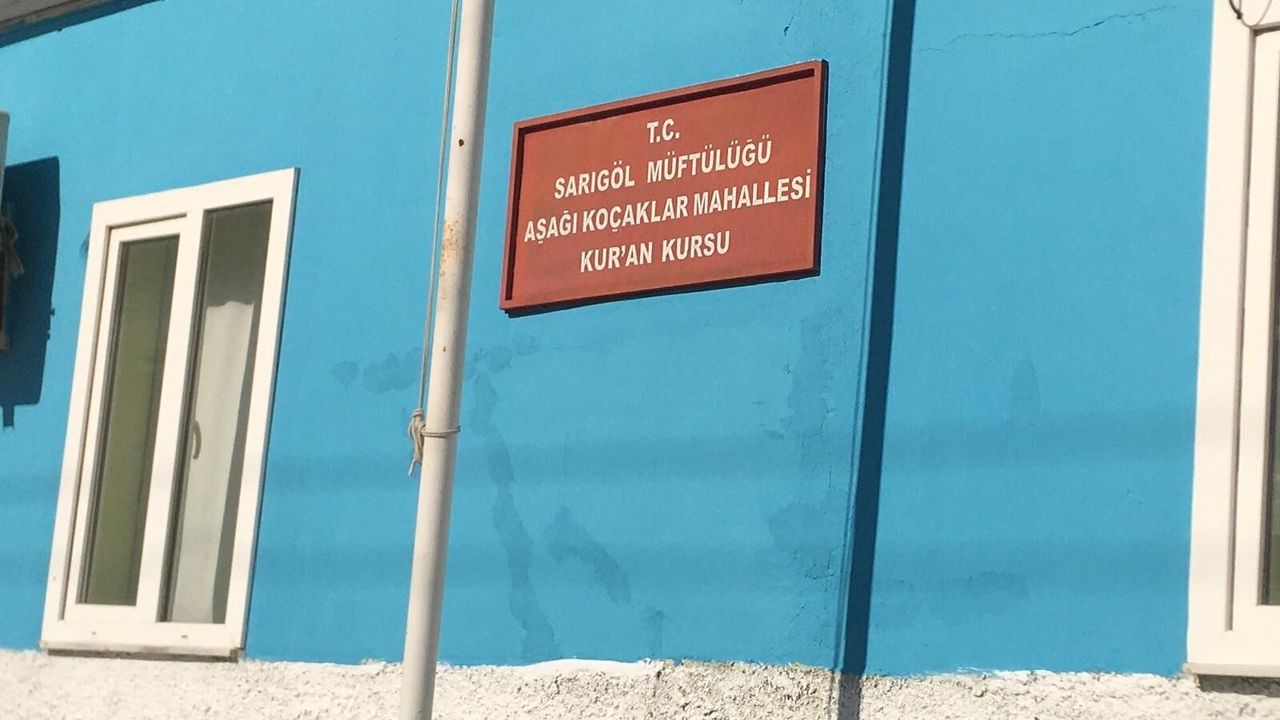 T.C.
SARIGÖL MÜFTÜLÜĞÜ
AŞAĞI KOÇAKLAR MAHALLESİ
KUR'AN KURSU